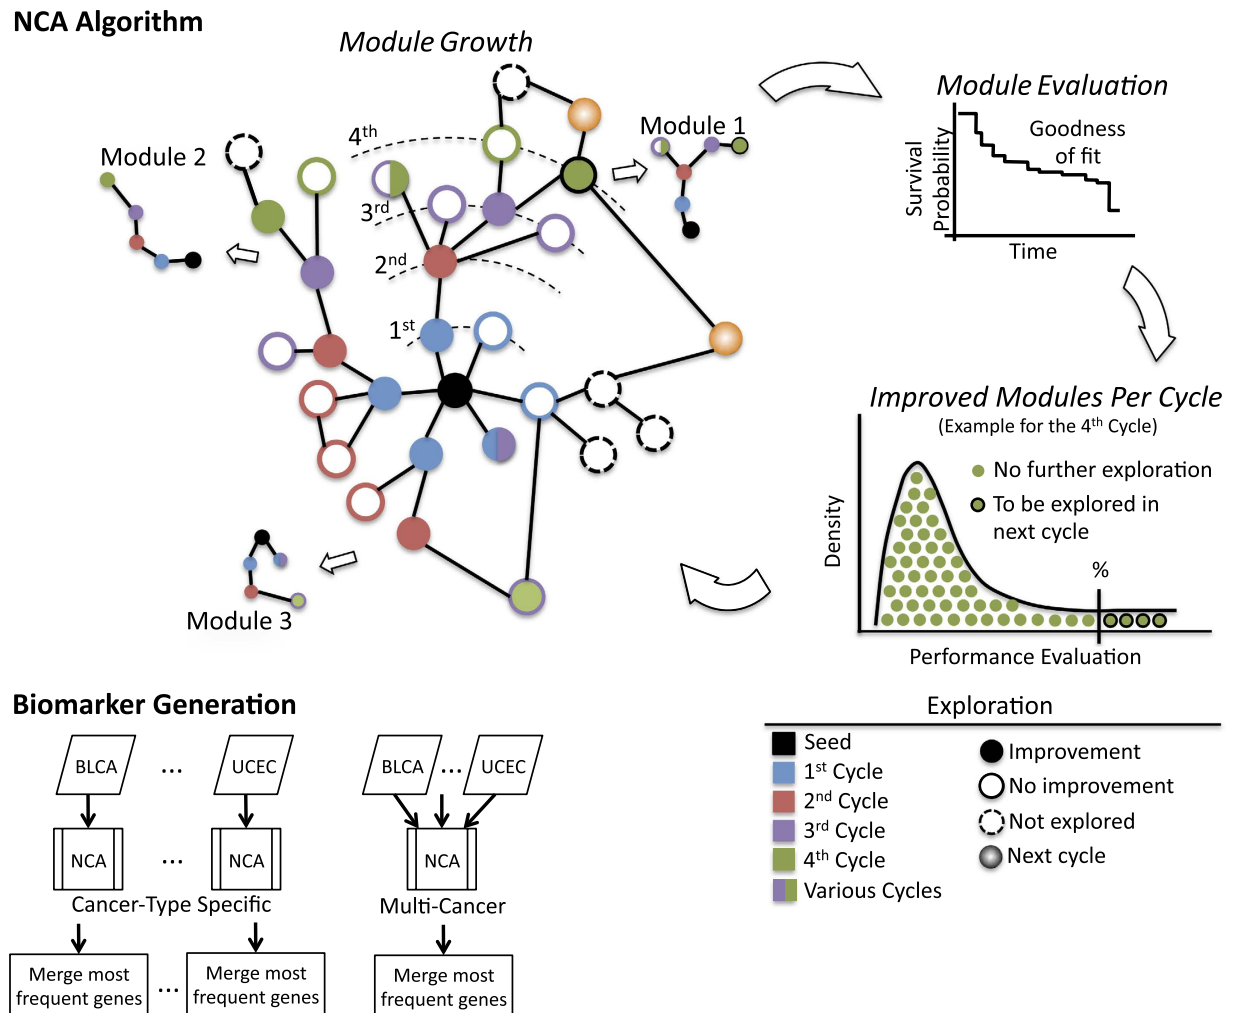 NCA Algorithm
Module Growth
4th
3rd
2nd
1st
Module 1
Module 2
Module 3
Module Evaluation
Goodness
of fit
Survival
Probability
Time
Improved Modules Per Cycle
(Example for the 4th Cycle)
No further exploration
To be explored in
next cycle
%
Density
Performance Evaluation
Biomarker Generation
BLCA ... UCEC
NCA ... NCA
Cancer-Type Specific
Merge most
frequent genes
...
Merge most
frequent genes
BLCA ... UCEC
NCA
Multi-Cancer
Merge most
frequent genes
Exploration
Seed
1st Cycle
2nd Cycle
3rd Cycle
4th Cycle
Various Cycles
Improvement
No improvement
Not explored
Next cycle